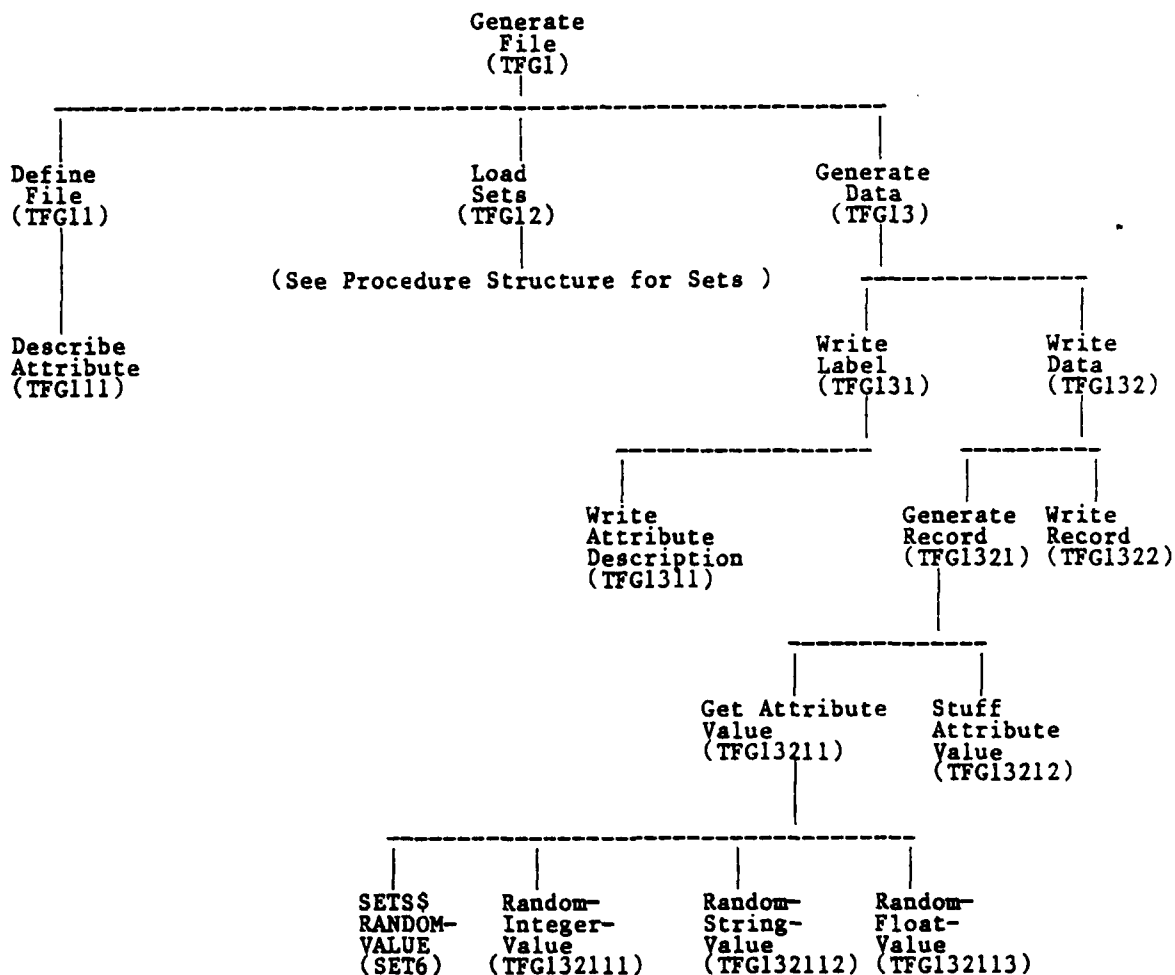 Generate
File
(TFG1)
Define
File
(TFG11)
Load
Sets
(TFG12)
Generate
Data
(TFG13)
(See Procedure Structure for Sets )
Describe
Attribute
(TFG111)
Write
Label
(TFG131)
Write
Data
(TFG132)
Write
Attribute
Description
(TFG1311)
Generate
Record
(TFG1321)
Write
Record
(TFG1322)
Get Attribute
Value
(TFG13211)
Stuff
Attribute
Value
(TFG13212)
SETS$
RANDOM-
VALUE
(SET6)
Random-
Integer-
Value
(TFG132111)
Random-
String-
Value
(TFG132112)
Random-
Float-
Value
(TFG132113)